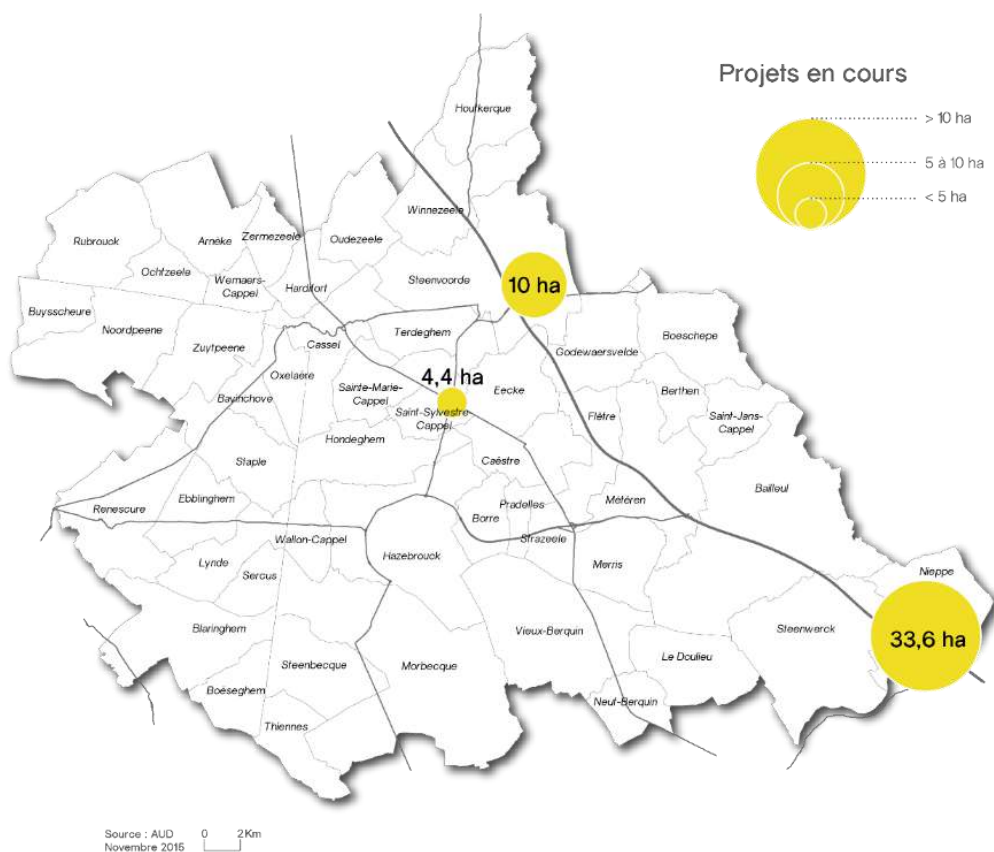 Projets en cours
> 10 ha
5 à 10 ha
< 5 ha
Houtkerque
Winnezeele
Zermezeele
Oudezeele
Rubrouck
Arnèke
Ochtzeele
Wemaers-
Cappel
Hardifort
Steenvoorde
10 ha
Buysscheure
Noordpeene
Zuytpeene
Cassel
Terdeghem
Godewaersvelde
Boeschepe
Oxelaere
4,4 ha
Bavinchove
Sainte-Marie-
Cappel
Eecke
Berthen
Saint-Sylvestre
Cappel
Flêtre
Saint-Jans-
Cappel
Hondeghem
Staple
Caëstre
Bailleul
Ebblinghem
Renescure
Pradelles
Météren
Borre
Strazeele
Wallon-Cappel
Hazebrouck
Lynde
Sercus
Merris
Nieppe
Blaringhem
Vieux-Berquin
Steenwerck
33,6 ha
Steenbecque
Morbecque
Le Doulieu
Boëseghem
Neuf-Berquin
Thiennes
Source : AUD
Novembre 2016
0 2Km